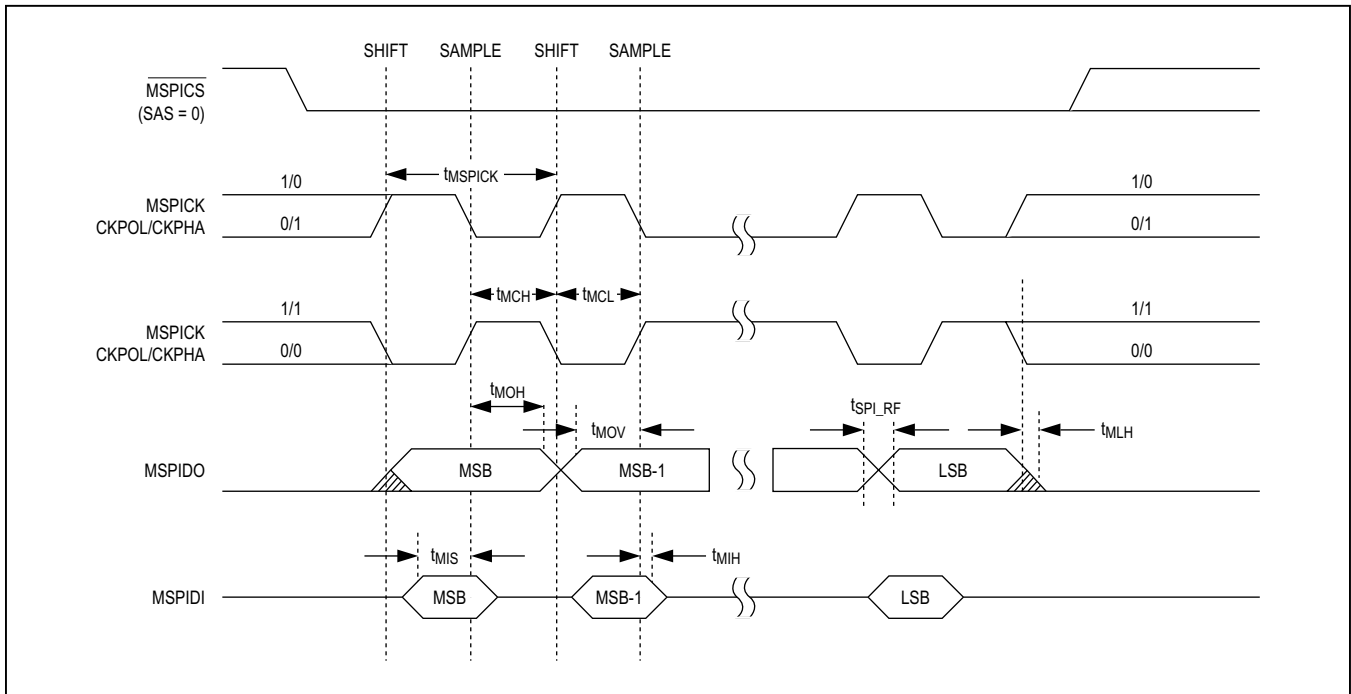 SHIFT SAMPLE SHIFT SAMPLE
MSPICS
(SAS = 0)
tMSPICK
1/0 1/0
MSPICK
CKPOL/CKPHA
0/1 0/1
tMCH tMCL
1/1 1/1
MSPICK
CKPOL/CKPHA
0/0 0/0
tMOH
tMOV
tSPI_RF
tMLH
MSPIDO MSB MSB-1 LSB
tMIS tMIH
MSPIDI MSB MSB-1 LSB